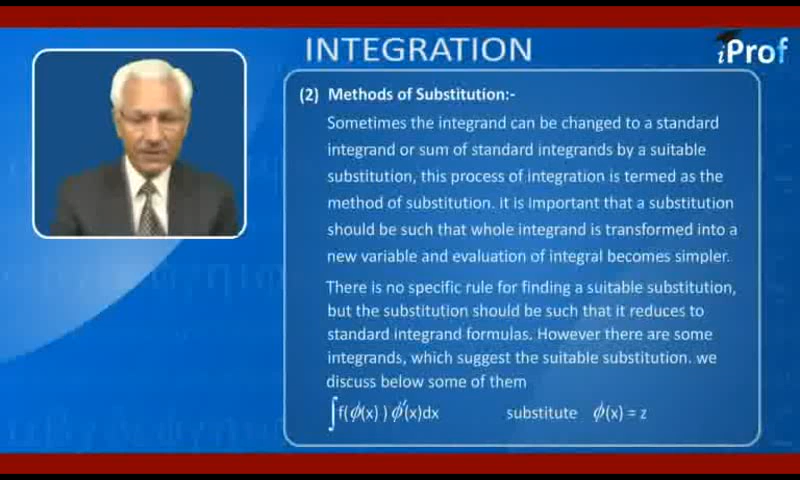 INTEGRATION
iProf
(2) Methods of Substitution:-
Sometimes the integrand can be changed to a standard
integrand or sum of standard integrands by a suitable
substitution, this process of integration is termed as the
method of substitution. it is important that a substitution
should be such that whole integrand is transformed into a
new variable and evaluation of integral becomes simpler.
There is no specific rule for finding a suitable substitution,
but the substitution should be such that it reduces to
standard integrand formulas. However there are some
integrands, which suggest the suitable substitution. we
discuss below some of them
∫f(ϕ(x) ) ϕ′(x)dx substitute ϕ(x) = z